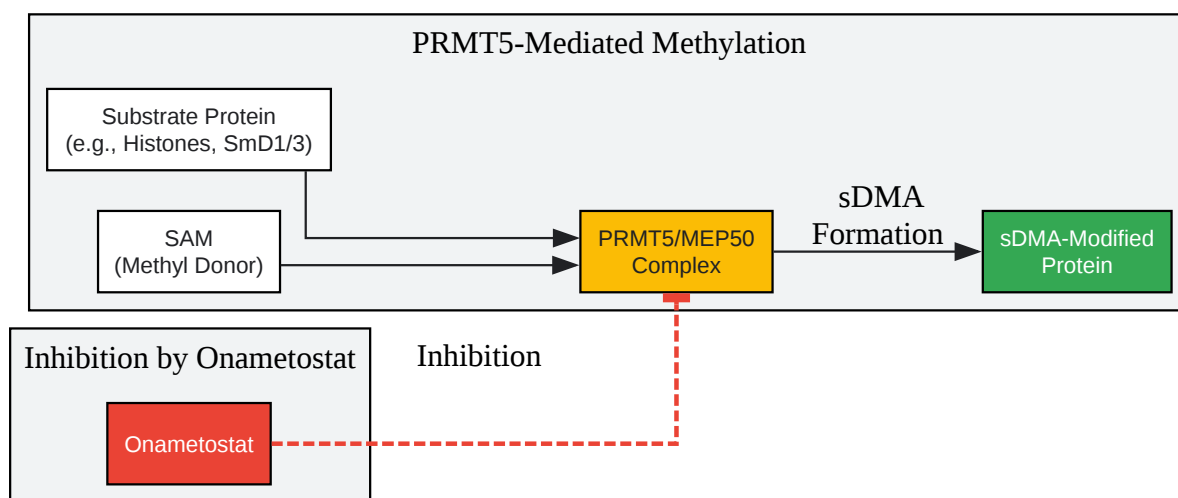 PRMT5-Mediated Methylation
Substrate Protein
(e.g., Histones, SmD1/3)
SAM
(Methyl Donor)
PRMT5/MEP50
Complex
sDMA
Formation
sDMA-Modified
Protein
Inhibition by Onametostat
Inhibition
Onametostat